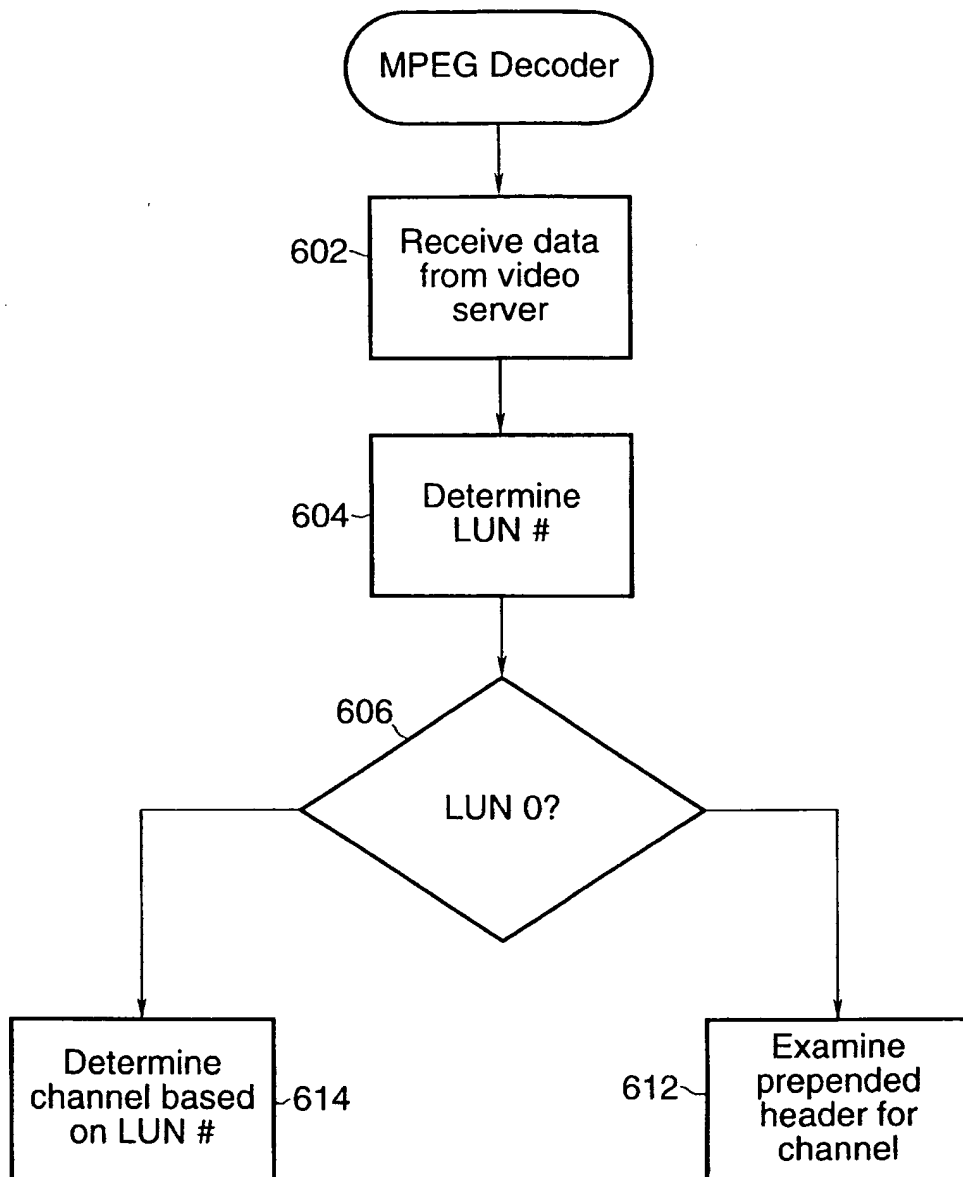 MPEG Decoder
602
Receive data
from video
server
604
Determine
LUN #
606
LUN 0?
Determine
channel based
on LUN #
614
612
Examine
prepended
header for
channel